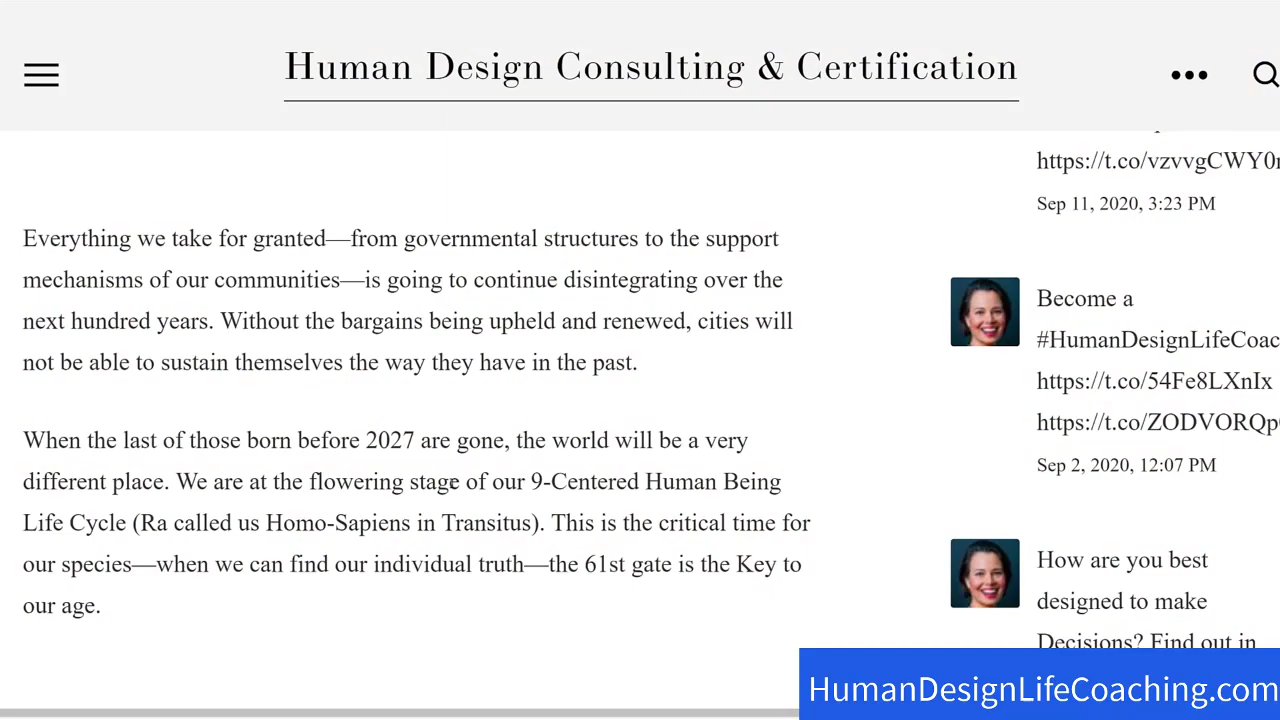 Human Design Consulting & Certification
Everything we take for granted—from governmental structures to the support
mechanisms of our communities—is going to continue disintegrating over the
next hundred years. Without the bargains being upheld and renewed, cities will
not be able to sustain themselves the way they have in the past.
When the last of those born before 2027 are gone, the world will be a very
different place. We are at the flowering stage of our 9-Centered Human Being
Life Cycle (Ra called us Homo-Sapiens in Transitus). This is the critical time for
our species—when we can find our individual truth—the 61st gate is the Key to
our age.
https://t.co/vzvvgCWY0
Sep 11, 2020, 3:23 PM
Become a
#HumanDesignLifeCoac
https://t.co/54Fe8LXnIx
https://t.co/ZODVORQp
Sep 2, 2020, 12:07 PM
How are you best
designed to make
Decisions? Find out in
HumanDesignLifeCoaching.com